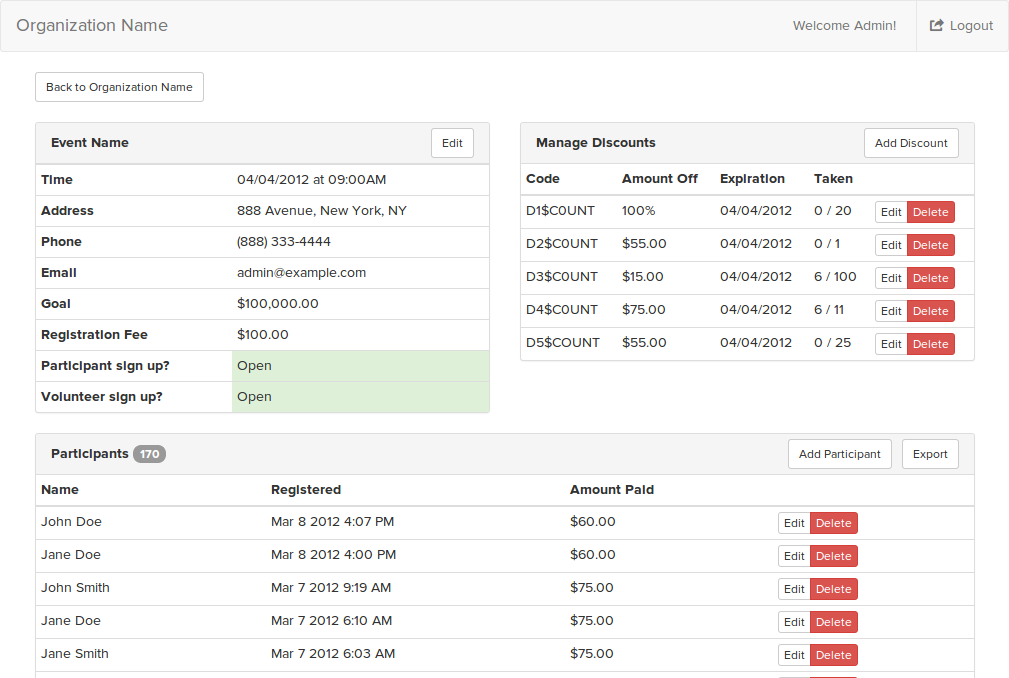 Organization Name Welcome Admin! Logout
Back to Organization Name
Event Name Edit
Time 04/04/2012 at 09:00AM
Address 888 Avenue, New York, NY
Phone (888) 333-4444
Email admin@example.com
Goal $100,000.00
Registration Fee $100.00
Participant sign up? Open
Volunteer sign up? Open
Manage Discounts Add Discount
Code Amount Off Expiration Taken
D1$C0UNT 100% 04/04/2012 0 / 20 Edit Delete
D2$C0UNT $55.00 04/04/2012 0 / 1 Edit Delete
D3$C0UNT $15.00 04/04/2012 6 / 100 Edit Delete
D4$C0UNT $75.00 04/04/2012 6 / 11 Edit Delete
D5$COUNT $55.00 04/04/2012 0 / 25 Edit Delete
Participants 170 Add Participant Export
Name Registered Amount Paid
John Doe Mar 8 2012 4:07 PM $60.00 Edit Delete
Jane Doe Mar 8 2012 4:00 PM $60.00 Edit Delete
John Smith Mar 7 2012 9:19 AM $75.00 Edit Delete
Jane Doe Mar 7 2012 6:10 AM $75.00 Edit Delete
Jane Smith Mar 7 2012 6:03 AM $75.00 Edit Delete